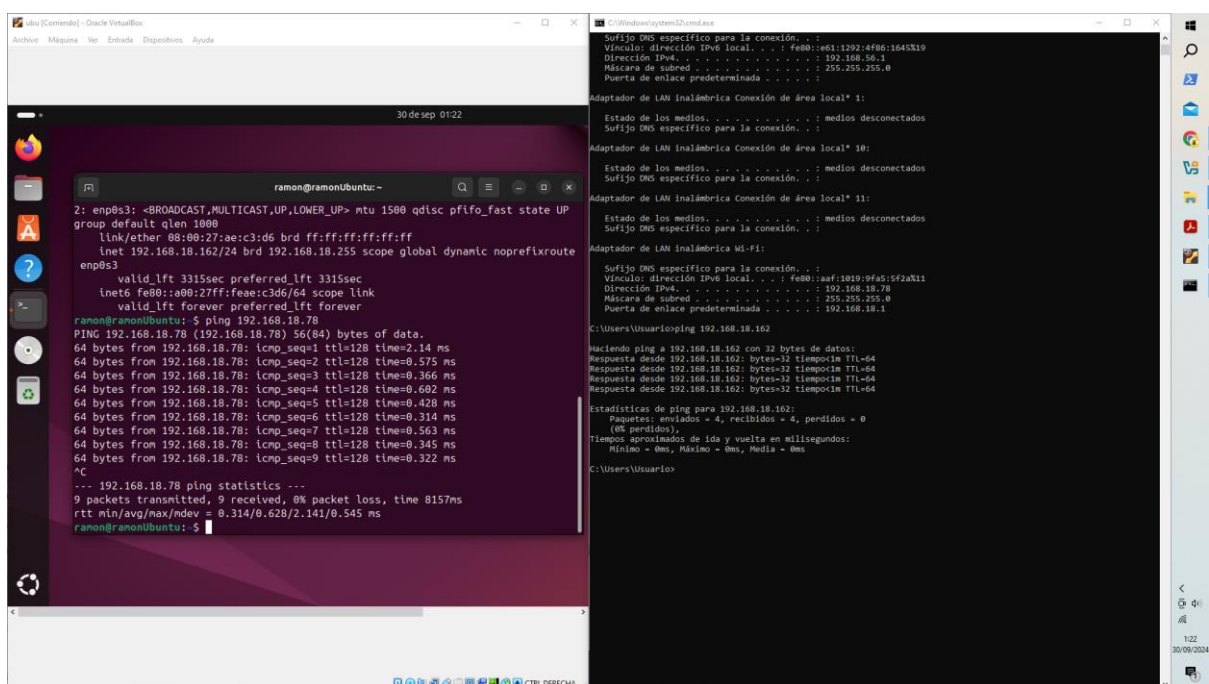 ubu [Corriendo] - Oracle VirtualBox
Archivo Máquina Ver Entrada Dispositivos Ayuda
30 de sep 01:22
ramon@ramonUbuntu: ~
2: enp0s3: <BROADCAST,MULTICAST,UP,LOWER_UP> mtu 1500 qdisc pfifo_fast state UP
group default qlen 1000
link/ether 08:00:27:ae:c3:d6 brd ff:ff:ff:ff:ff:ff
inet 192.168.18.162/24 brd 192.168.18.255 scope global dynamic noprefixroute
enp0s3
valid_lft 3315sec preferred_lft 3315sec
inet6 fe80::a00:27ff:feae:c3d6/64 scope link
valid_lft forever preferred_lft forever
ramon@ramonUbuntu:~$ ping 192.168.18.78
PING 192.168.18.78 (192.168.18.78) 56(84) bytes of data.
64 bytes from 192.168.18.78: icmp_seq=1 ttl=128 time=2.14 ms
64 bytes from 192.168.18.78: icmp_seq=2 ttl=128 time=0.575 ms
64 bytes from 192.168.18.78: icmp_seq=3 ttl=128 time=0.366 ms
64 bytes from 192.168.18.78: icmp_seq=4 ttl=128 time=0.602 ms
64 bytes from 192.168.18.78: icmp_seq=5 ttl=128 time=0.428 ms
64 bytes from 192.168.18.78: icmp_seq=6 ttl=128 time=0.314 ms
64 bytes from 192.168.18.78: icmp_seq=7 ttl=128 time=0.563 ms
64 bytes from 192.168.18.78: icmp_seq=8 ttl=128 time=0.345 ms
64 bytes from 192.168.18.78: icmp_seq=9 ttl=128 time=0.322 ms
^C
--- 192.168.18.78 ping statistics ---
9 packets transmitted, 9 received, 0% packet loss, time 8157ms
rtt min/avg/max/mdev = 0.314/0.628/2.141/0.545 ms
ramon@ramonUbuntu:~$
CTRL DERECHA
C:\Windows\system32\cmd.exe
Sufijo DNS específico para la conexión. . :
Vínculo: dirección IPv6 local. . . : fe80::e61:1292:4f86:1645%19
Dirección IPv4. . . . . . . . . . . . . . : 192.168.56.1
Máscara de subred . . . . . . . . . . . . : 255.255.255.0
Puerta de enlace predeterminada . . . . . :
Adaptador de LAN inalámbrica Conexión de área local* 1:
Estado de los medios. . . . . . . . . . . : medios desconectados
Sufijo DNS específico para la conexión. . :
Adaptador de LAN inalámbrica Conexión de área local* 10:
Estado de los medios. . . . . . . . . . . : medios desconectados
Sufijo DNS específico para la conexión. . :
Adaptador de LAN inalámbrica Conexión de área local* 11:
Estado de los medios. . . . . . . . . . . : medios desconectados
Sufijo DNS específico para la conexión. . :
Adaptador de LAN inalámbrica Wi-Fi:
Sufijo DNS específico para la conexión. . :
Vínculo: dirección IPv6 local. . . : fe80::aaf:1019:9fa5:5f2a%11
Dirección IPv4. . . . . . . . . . . . . . : 192.168.18.78
Máscara de subred . . . . . . . . . . . . : 255.255.255.0
Puerta de enlace predeterminada . . . . . : 192.168.18.1
C:\Users\Usuario>ping 192.168.18.162
Haciendo ping a 192.168.18.162 con 32 bytes de datos:
Respuesta desde 192.168.18.162: bytes=32 tiempo<1m TTL=64
Respuesta desde 192.168.18.162: bytes=32 tiempo<1m TTL=64
Respuesta desde 192.168.18.162: bytes=32 tiempo<1m TTL=64
Respuesta desde 192.168.18.162: bytes=32 tiempo<1m TTL=64
Estadísticas de ping para 192.168.18.162:
Paquetes: enviados = 4, recibidos = 4, perdidos = 0
(0% perdidos),
Tiempos aproximados de ida y vuelta en milisegundos:
Mínimo = 0ms, Máximo = 0ms, Media = 0ms
C:\Users\Usuario>
1:22
30/09/2024